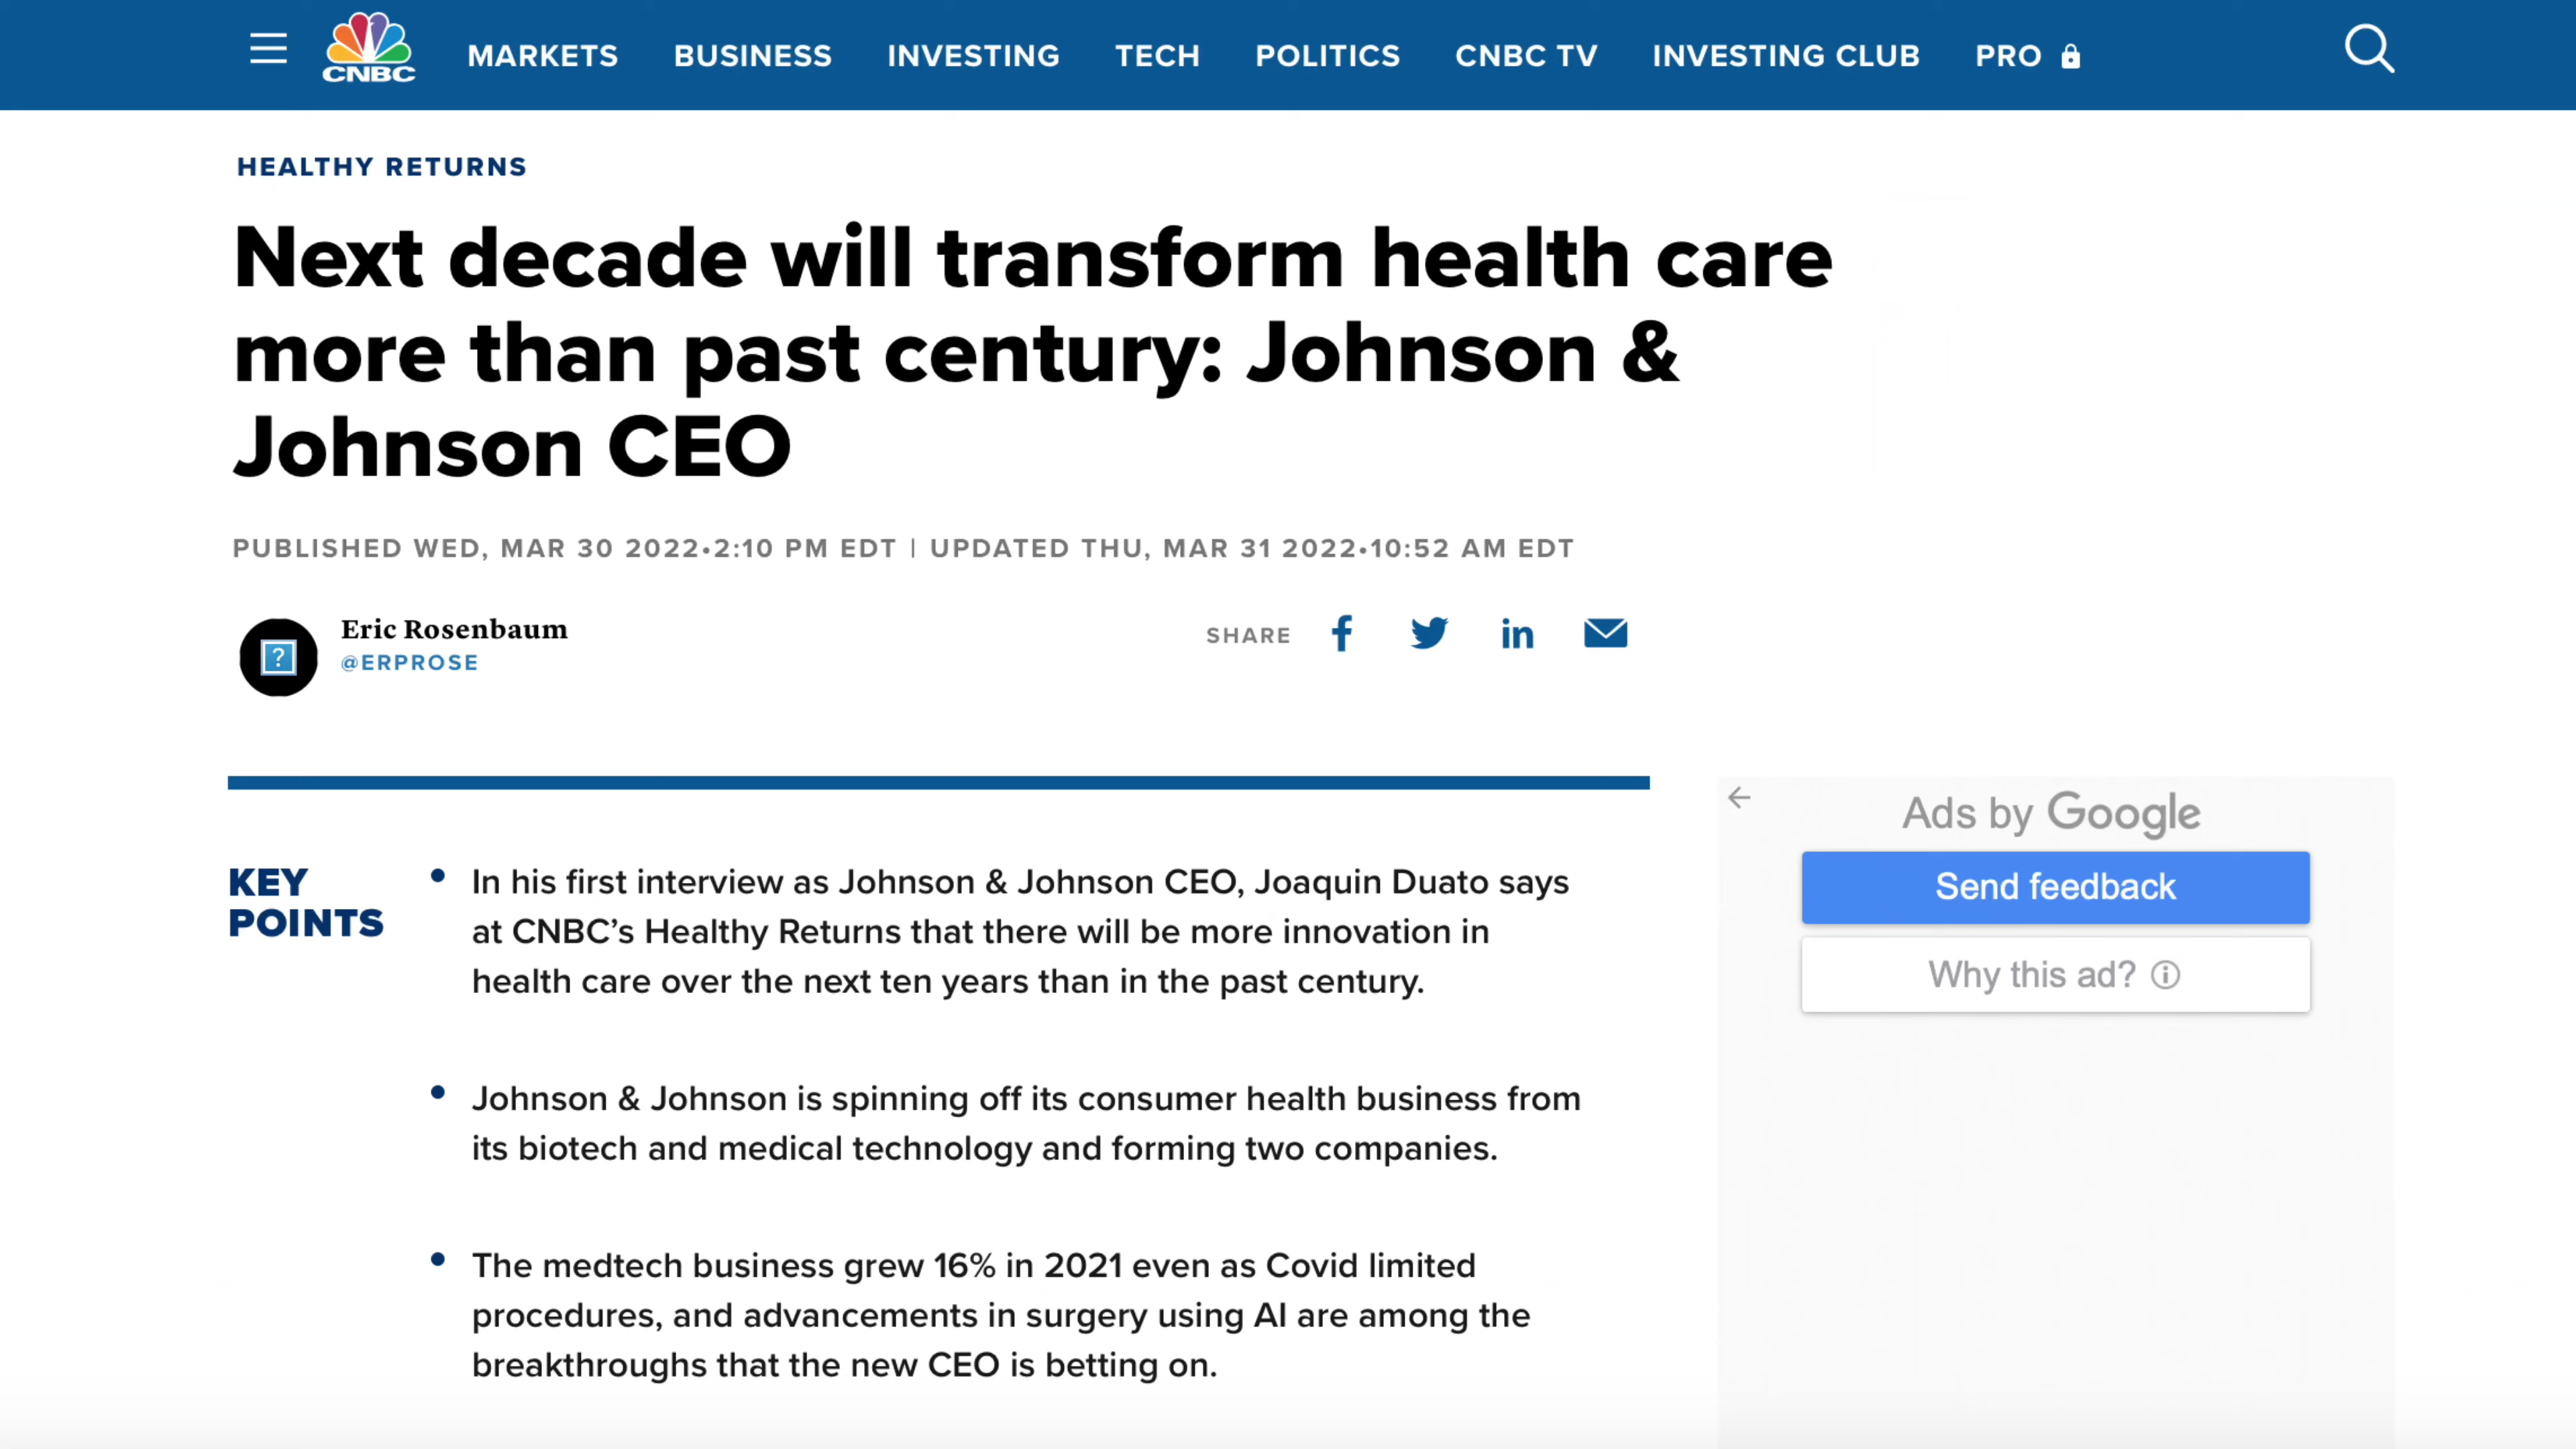 CNBC
MARKETS BUSINESS INVESTING TECH POLITICS CNBC TV INVESTING CLUB PRO
HEALTHY RETURNS
Next decade will transform health care
more than past century: Johnson &
Johnson CEO
PUBLISHED WED, MAR 30 2022•2:10 PM EDT | UPDATED THU, MAR 31 2022•10:52 AM EDT
Eric Rosenbaum
@ERPROSE
SHARE
KEY
POINTS
• In his first interview as Johnson & Johnson CEO, Joaquin Duato says
at CNBC’s Healthy Returns that there will be more innovation in
health care over the next ten years than in the past century.
• Johnson & Johnson is spinning off its consumer health business from
its biotech and medical technology and forming two companies.
• The medtech business grew 16% in 2021 even as Covid limited
procedures, and advancements in surgery using AI are among the
breakthroughs that the new CEO is betting on.
Ads by Google
Send feedback
Why this ad?